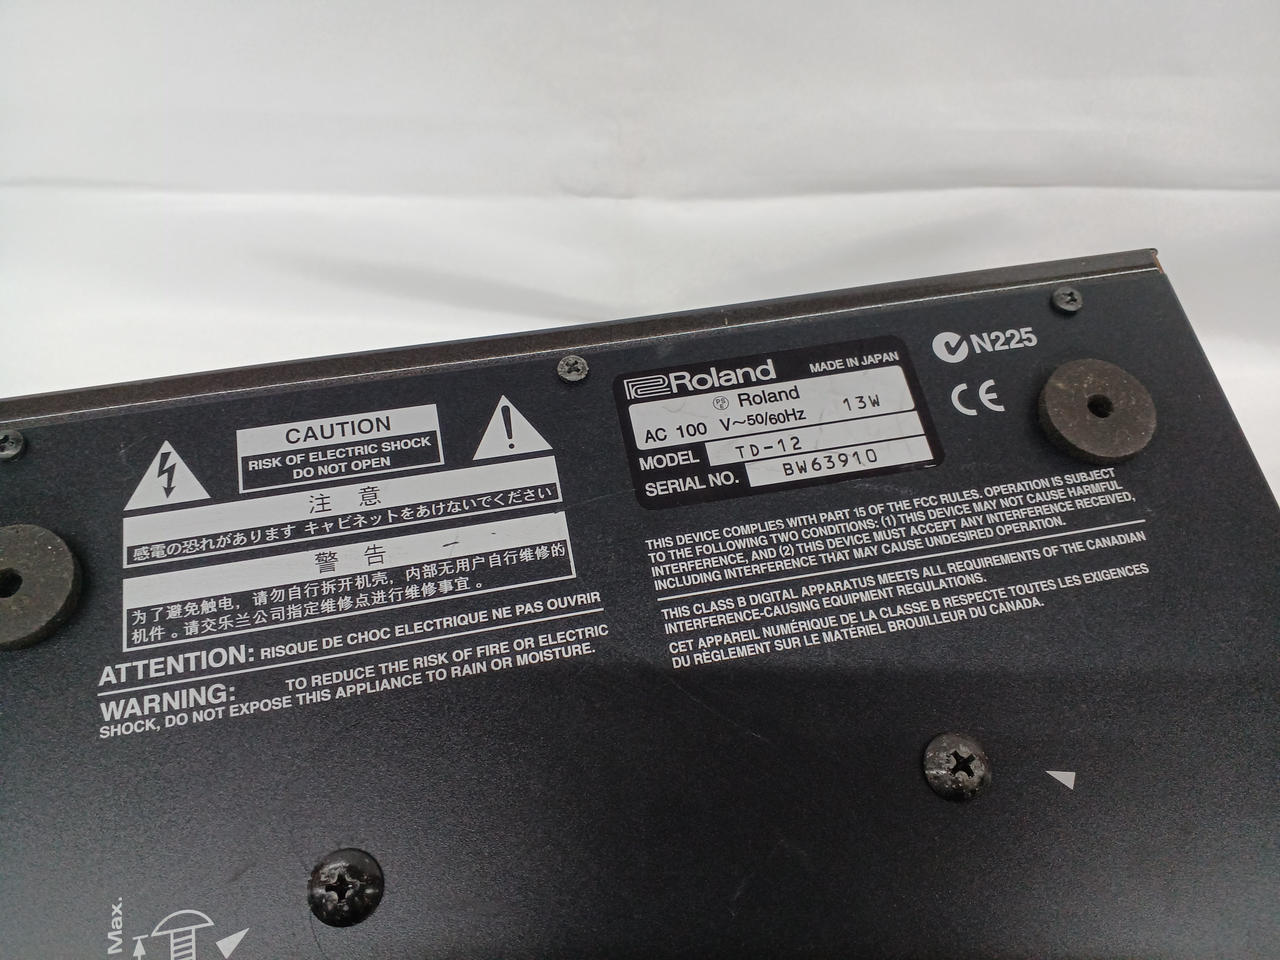 CAUTION
RISK OF ELECTRIC SHOCK
DO NOT OPEN
注 意
感電の恐れがあります キャビネットをあけないでください
警 告
为了避免触电，请勿自行拆开机壳，内部无用户自行维修的
机件。请交乐兰公司指定维修点进行维修事宜。
ATTENTION: RISQUE DE CHOC ELECTRIQUE NE PAS OUVRIR
WARNING: TO REDUCE THE RISK OF FIRE OR ELECTRIC
SHOCK, DO NOT EXPOSE THIS APPLIANCE TO RAIN OR MOISTURE.
Roland MADE IN JAPAN
PS E Roland
AC 100 V~50/60Hz 13W
MODEL TD-12
SERIAL NO. BW63910
N225
CE
THIS DEVICE COMPLIES WITH PART 15 OF THE FCC RULES. OPERATION IS SUBJECT
TO THE FOLLOWING TWO CONDITIONS: (1) THIS DEVICE MAY NOT CAUSE HARMFUL
INTERFERENCE, AND (2) THIS DEVICE MUST ACCEPT ANY INTERFERENCE RECEIVED,
INCLUDING INTERFERENCE THAT MAY CAUSE UNDESIRED OPERATION.
THIS CLASS B DIGITAL APPARATUS MEETS ALL REQUIREMENTS OF THE CANADIAN
INTERFERENCE-CAUSING EQUIPMENT REGULATIONS.
CET APPAREIL NUMÉRIQUE DE LA CLASSE B RESPECTE TOUTES LES EXIGENCES
DU RÈGLEMENT SUR LE MATÉRIEL BROUILLEUR DU CANADA.
Max.